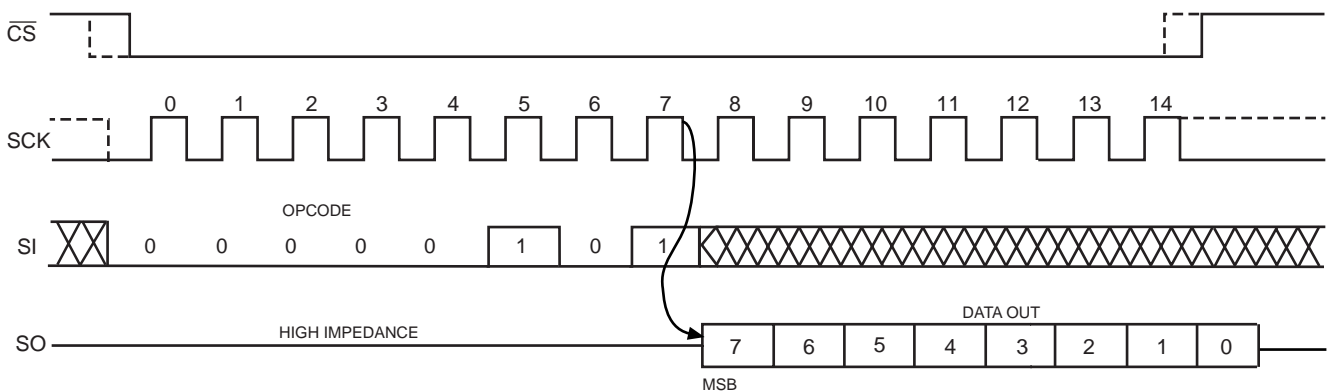 CS
0 1 2 3 4 5 6 7 8 9 10 11 12 13 14
SCK
OPCODE
SI 0 0 0 0 0 1 0 1
DATA OUT
HIGH IMPEDANCE
SO 7 6 5 4 3 2 1 0
MSB